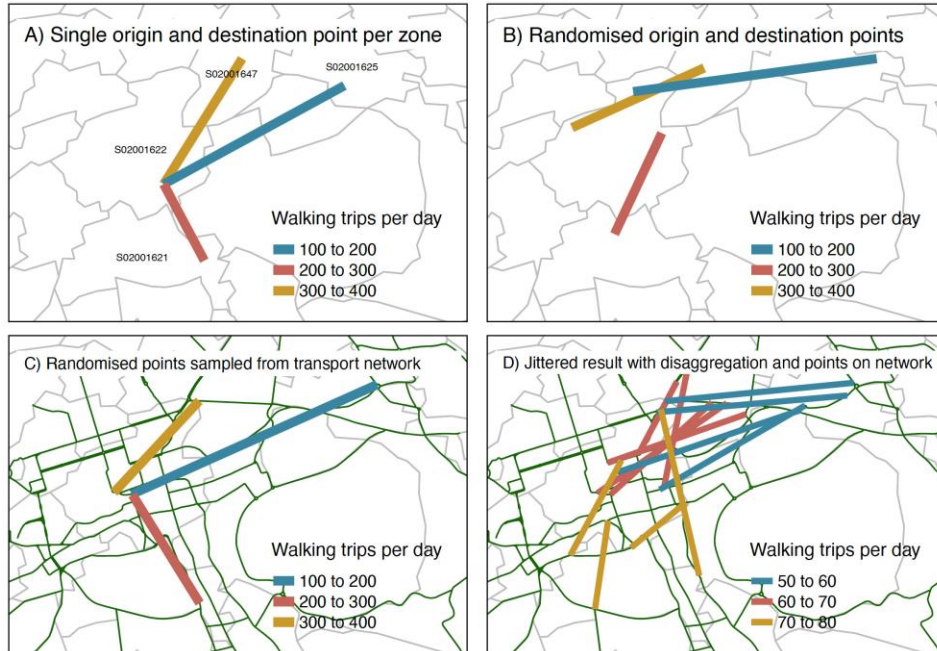 A) Single origin and destination point per zone
S02001647
S02001625
S02001622
S02001621
Walking trips per day
100 to 200
200 to 300
300 to 400
B) Randomised origin and destination points
Walking trips per day
100 to 200
200 to 300
300 to 400
C) Randomised points sampled from transport network
Walking trips per day
100 to 200
200 to 300
300 to 400
D) Jittered result with disaggregation and points on network
Walking trips per day
50 to 60
60 to 70
70 to 80